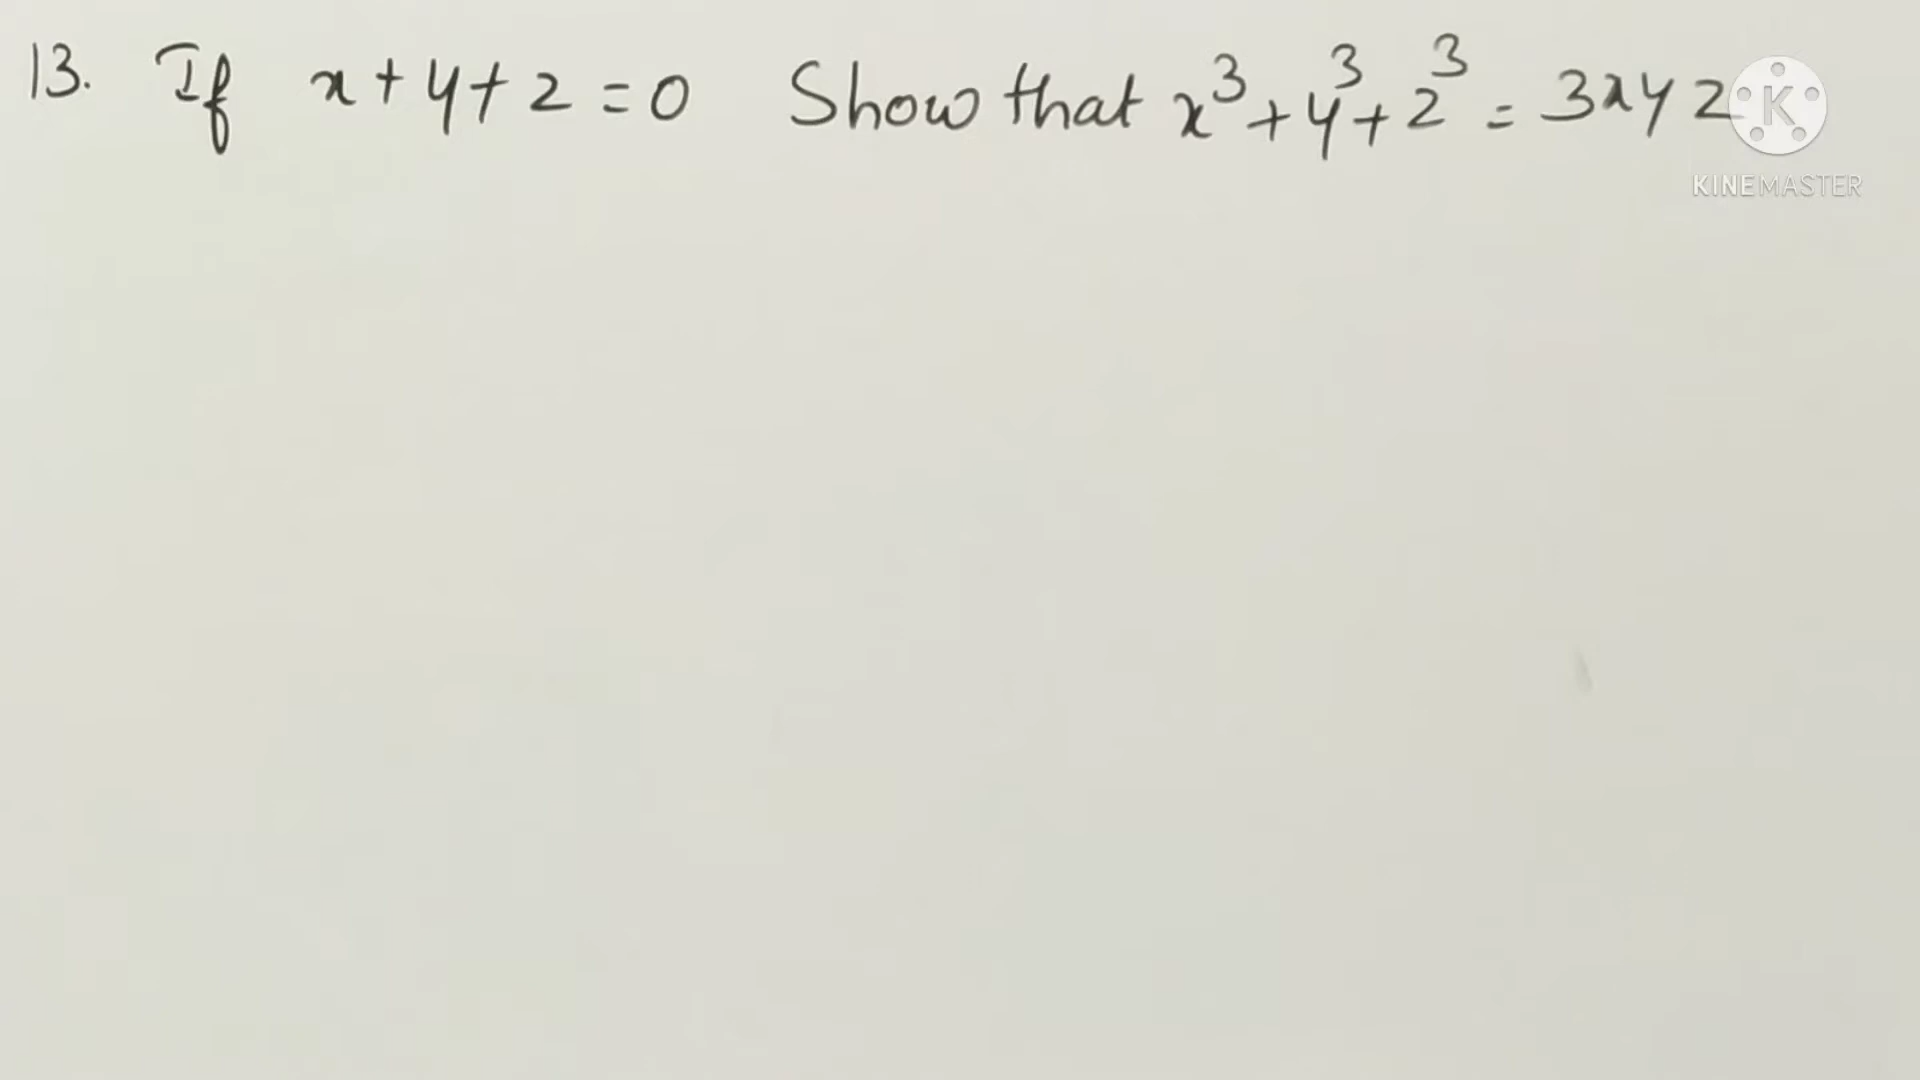 13. If x + y + z = 0 Show that x³ + y³ + z³ = 3xyz
K
KINEMASTER